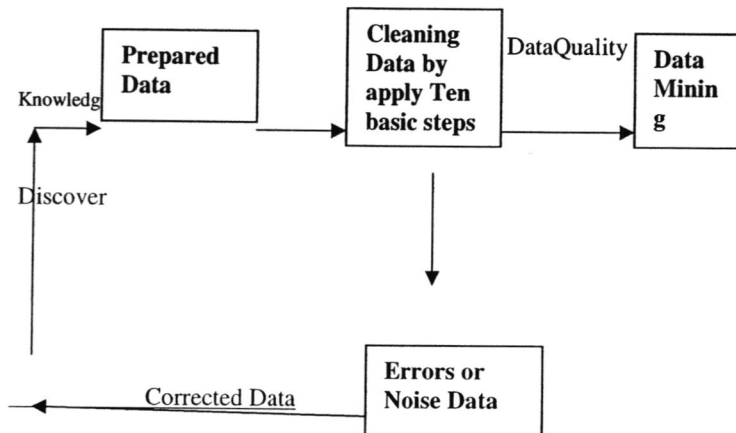 Prepared
Data
Cleaning
Data by
apply Ten
basic steps
DataQuality
Data
Minin
g
Knowledg
Discover
Errors or
Noise Data
Corrected Data